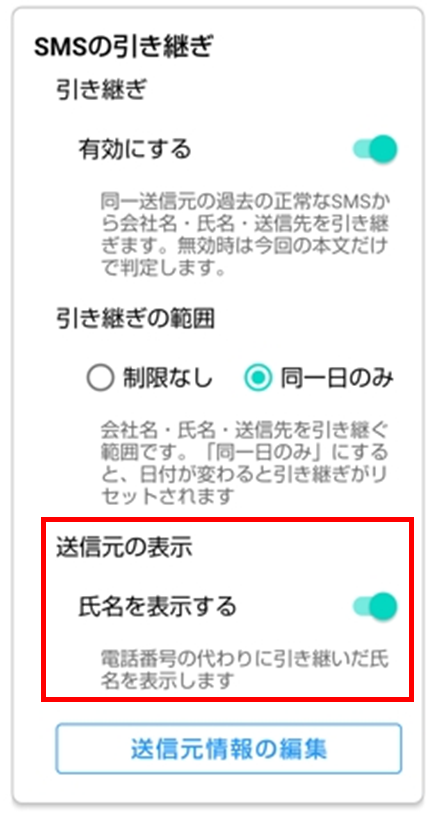 SMSの引き継ぎ
引き継ぎ
有効にする
同一送信元の過去の正常なSMSか
ら会社名・氏名・送信先を引き継
ぎます。無効時は今回の本文だけ
で判定します。
引き継ぎの範囲
制限なし 同一日のみ
会社名・氏名・送信先を引き継ぐ
範囲です。「同一日のみ」にする
と、日付が変わると引き継ぎがリ
セットされます
送信元の表示
氏名を表示する
電話番号の代わりに引き継いだ氏
名を表示します
送信元情報の編集